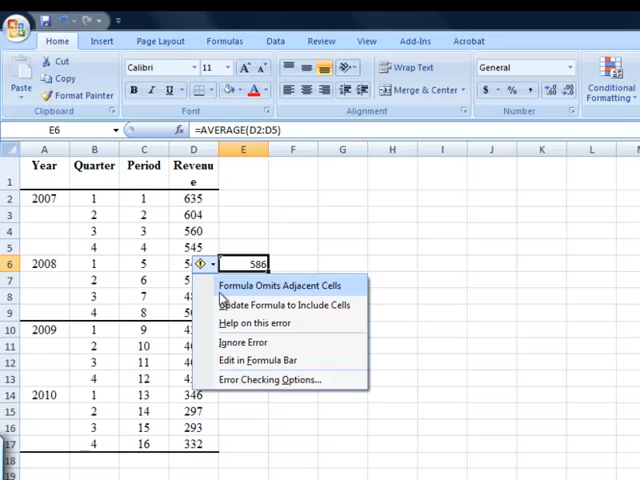 Home Insert Page Layout Formulas Data Review View Add-Ins Acrobat
Cut Calibri 11 A A Wrap Text General
Copy
Paste Format Painter B I U A Merge & Center $ % , Conditional Formatting
Clipboard Font Alignment Number
E6 fx =AVERAGE(D2:D5)
A B C D E F G H I J K L
1 Year Quarter Period Revenue
2 2007 1 1 635
3 2 2 604
4 3 3 560
5 4 4 545
6 2008 1 5 586
7 2 6
8 3 7
9 4 8
10 2009 1 9
11 2 10
12 3 11
13 4 12
14 2010 1 13 346
15 2 14 297
16 3 15 293
17 4 16 332
18
19
Formula Omits Adjacent Cells
Update Formula to Include Cells
Help on this error
Ignore Error
Edit in Formula Bar
Error Checking Options...